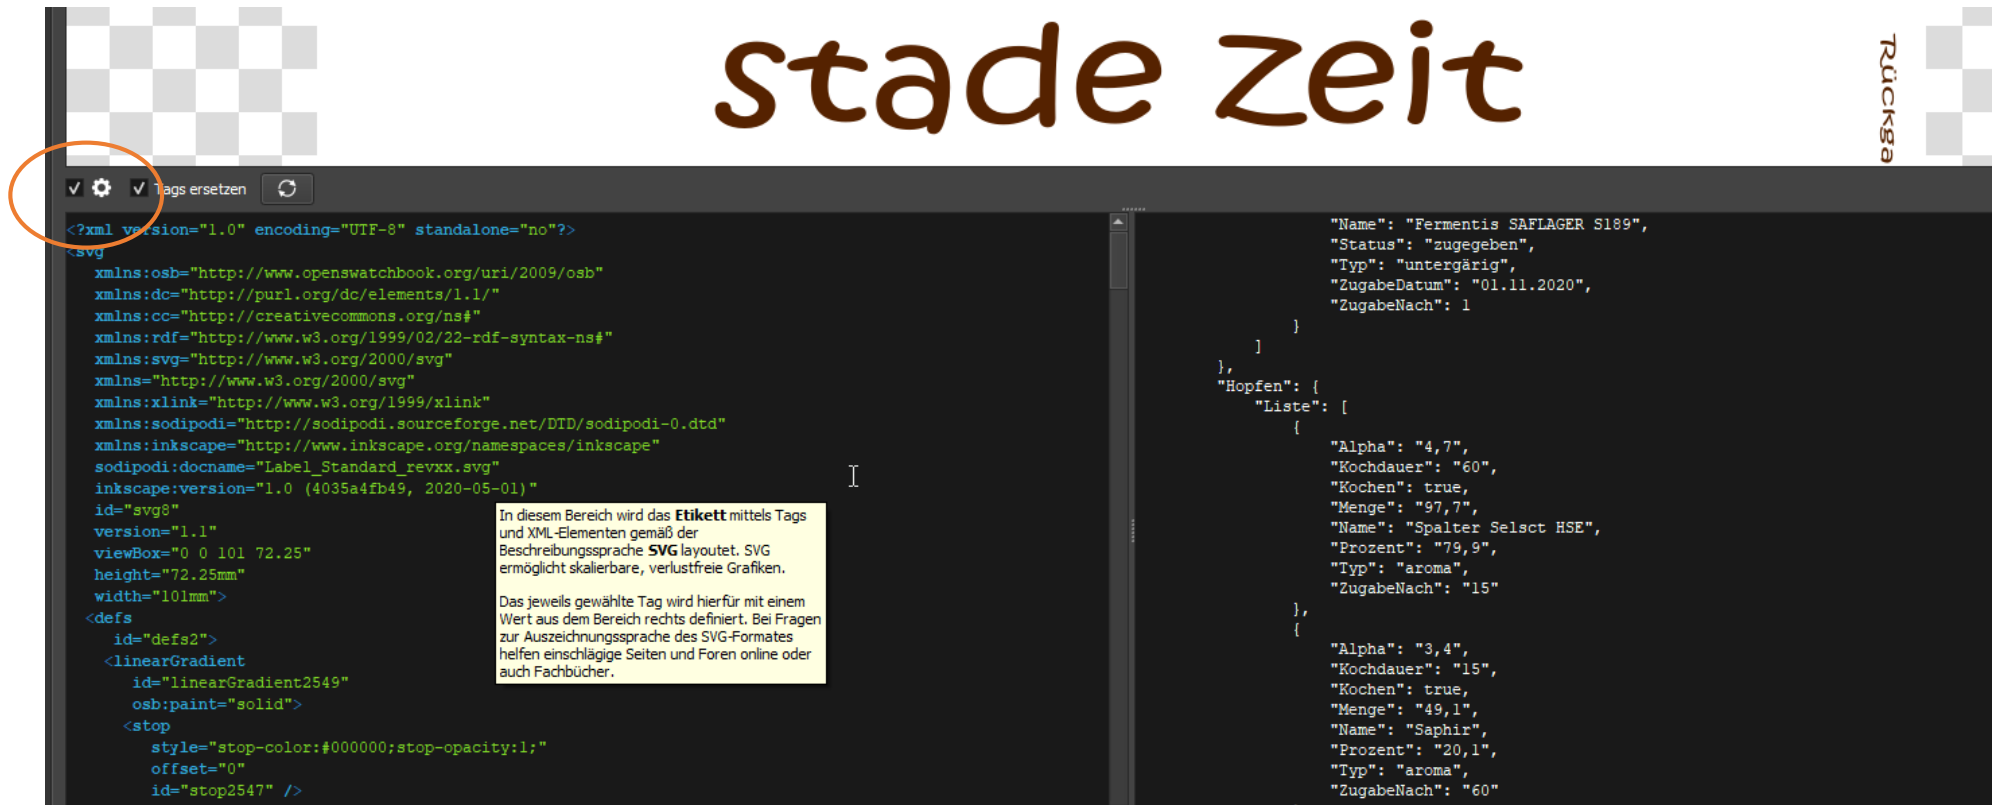 stade Zeit
Rückga
Tags ersetzen
<?xml version="1.0" encoding="UTF-8" standalone="no"?>
<svg
xmlns:osb="http://www.openswatchbook.org/uri/2009/osb"
xmlns:dc="http://purl.org/dc/elements/1.1/"
xmlns:cc="http://creativecommons.org/ns#"
xmlns:rdf="http://www.w3.org/1999/02/22-rdf-syntax-ns#"
xmlns:svg="http://www.w3.org/2000/svg"
xmlns="http://www.w3.org/2000/svg"
xmlns:xlink="http://www.w3.org/1999/xlink"
xmlns:sodipodi="http://sodipodi.sourceforge.net/DTD/sodipodi-0.dtd"
xmlns:inkscape="http://www.inkscape.org/namespaces/inkscape"
sodipodi:docname="Label_Standard_revxx.svg"
inkscape:version="1.0 (4035a4fb49, 2020-05-01)"
id="svg8"
version="1.1"
viewBox="0 0 101 72.25"
height="72.25mm"
width="101mm">
<defs
id="defs2">
<linearGradient
id="linearGradient2549"
osb:paint="solid">
<stop
style="stop-color:#000000;stop-opacity:1;"
offset="0"
id="stop2547" />
In diesem Bereich wird das Etikett mittels Tags
und XML-Elementen gemäß der
Beschreibungssprache SVG layoutet. SVG
ermöglicht skalierbare, verlustfreie Grafiken.
Das jeweils gewählte Tag wird hierfür mit einem
Wert aus dem Bereich rechts definiert. Bei Fragen
zur Auszeichnungssprache des SVG-Formates
helfen einschlägige Seiten und Foren online oder
auch Fachbücher.
"Name": "Fermentis SAFLAGER S189",
"Status": "zugegeben",
"Typ": "untergärig",
"ZugabeDatum": "01.11.2020",
"ZugabeNach": 1
}
]
},
"Hopfen": {
"Liste": [
{
"Alpha": "4,7",
"Kochdauer": "60",
"Kochen": true,
"Menge": "97,7",
"Name": "Spalter Selsct HSE",
"Prozent": "79,9",
"Typ": "aroma",
"ZugabeNach": "15"
},
{
"Alpha": "3,4",
"Kochdauer": "15",
"Kochen": true,
"Menge": "49,1",
"Name": "Saphir",
"Prozent": "20,1",
"Typ": "aroma",
"ZugabeNach": "60"